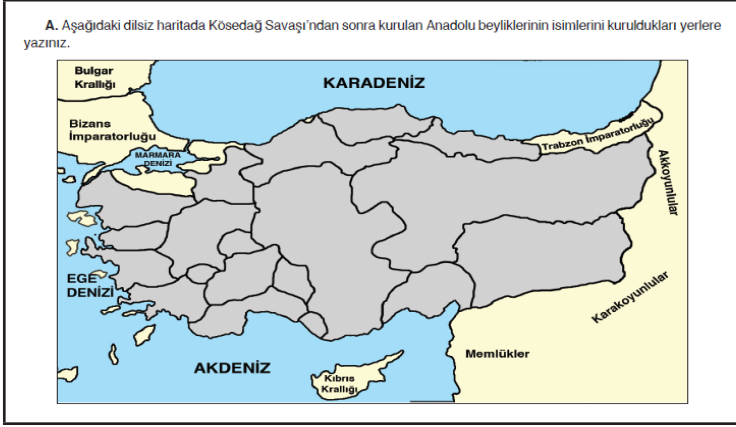 A. Aşağıdaki dilsiz haritada Kösedağ Savaşı'ndan sonra kurulan Anadolu beyliklerinin isimlerini kuruldukları yerlere
yazınız.
Bulgar
Krallığı
KARADENİZ
Bizans
İmparatorluğu
Trabzon İmparatorluğu
MARMARA
DENİZİ
Akkoyunlular
EGE
DENİZİ
Karakoyunlular
Memlükler
AKDENİZ
Kıbrıs
Krallığı